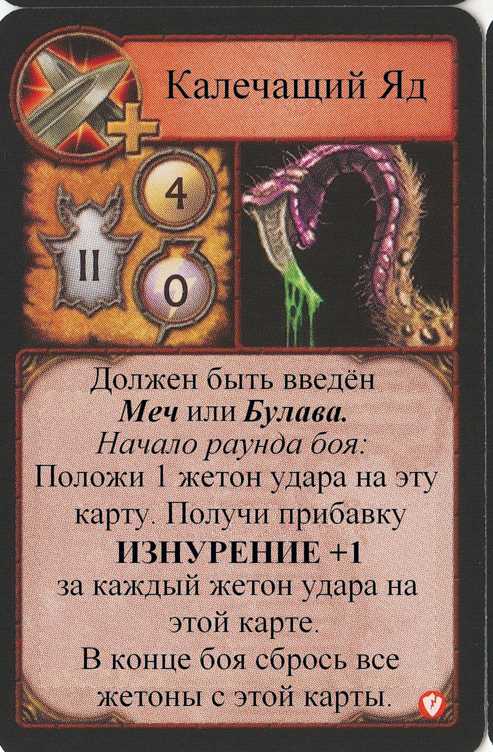 Калечащий Яд
4
II
0
Должен быть введён
Меч или Булава.
Начало раунда боя:
Положи 1 жетон удара на эту
карту. Получи прибавку
ИЗНУРЕНИЕ +1
за каждый жетон удара на
этой карте.
В конце боя сбрось все
жетоны с этой карты.